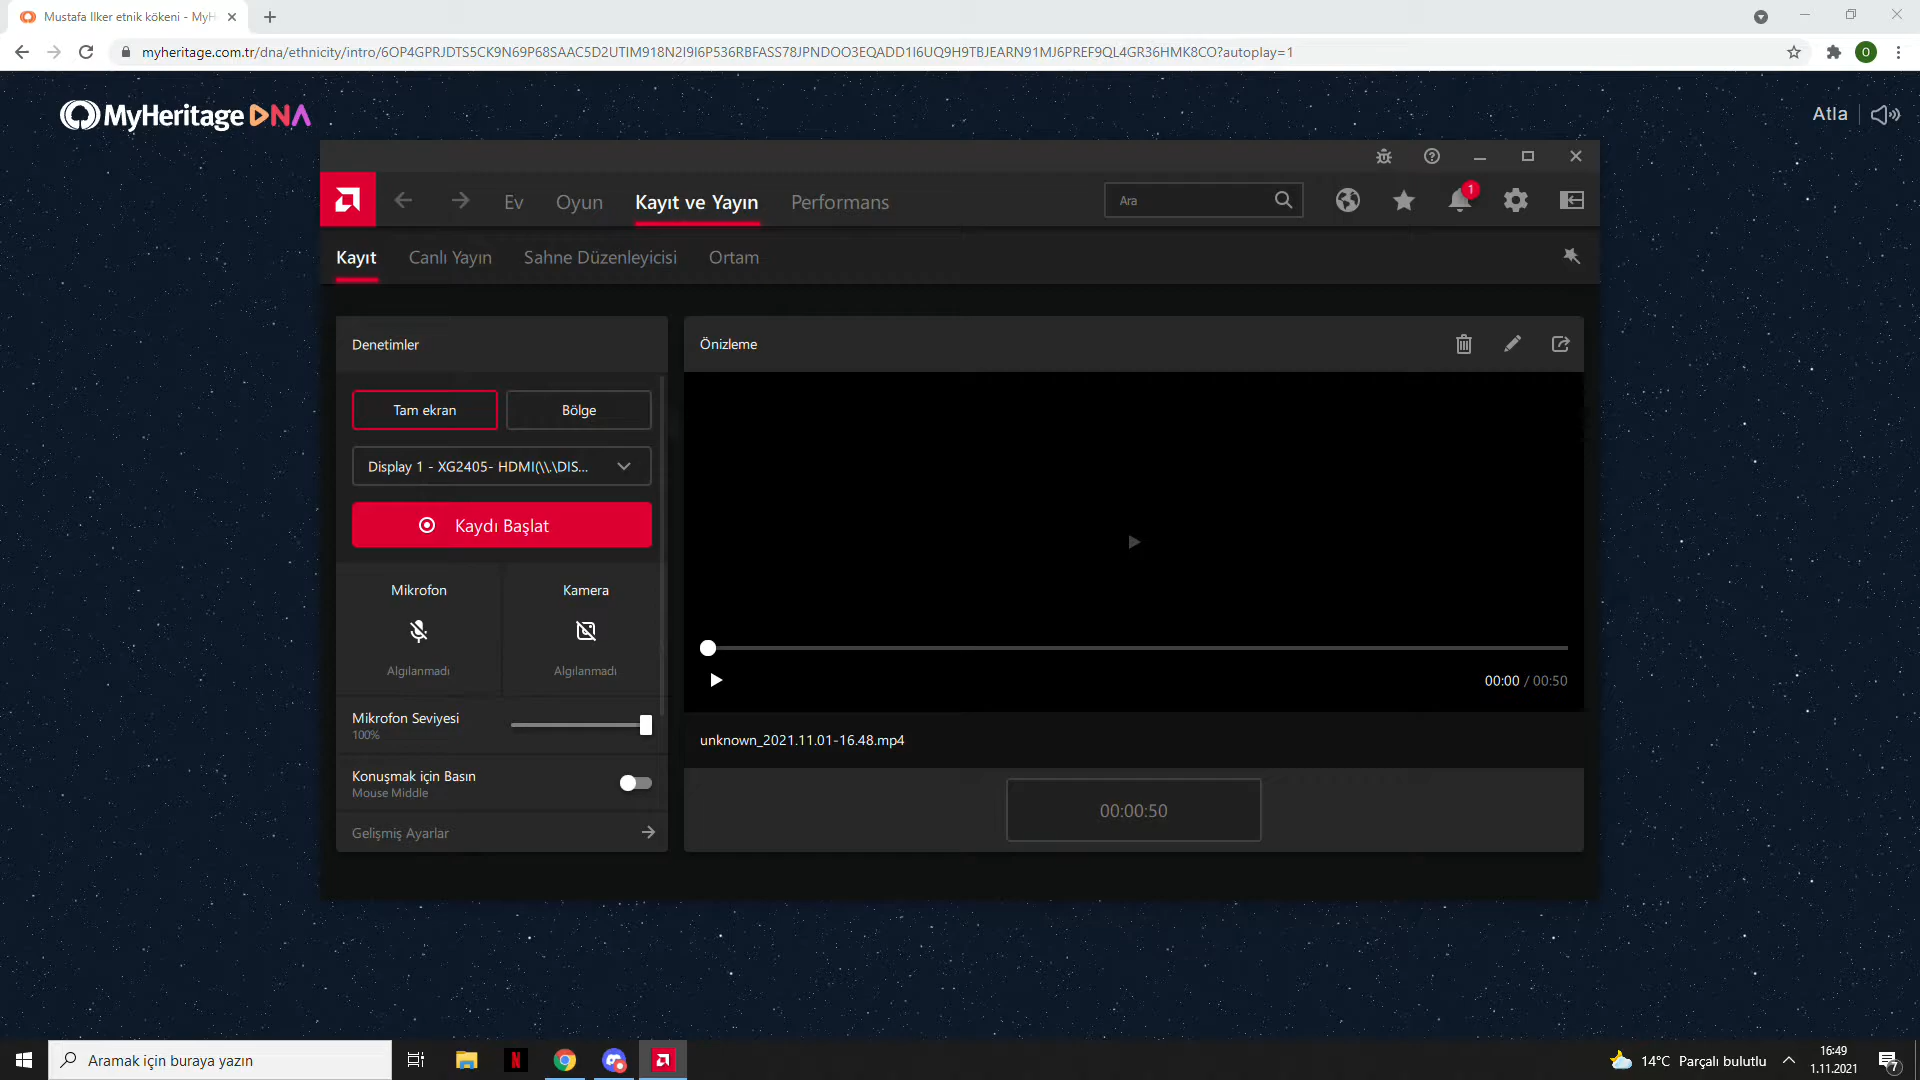 Mustafa Ilker etnik kökeni - MyH
myheritage.com.tr/dna/ethnicity/intro/6OP4GPRJDTS5CK9N69P68SAAC5D2UTIM918N2I9I6P536RBFASS78JPNDOO3EQADD1I6UQ9H9TBJEARN91MJ6PREF9QL4GR36HMK8CO?autoplay=1
O
MyHeritage DNA
Atla
Ev
Oyun
Kayıt ve Yayın
Performans
Ara
1
Kayıt
Canlı Yayın
Sahne Düzenleyicisi
Ortam
Denetimler
Önizleme
Tam ekran
Bölge
Display 1 - XG2405- HDMI(\\.\DIS...
Kaydı Başlat
Mikrofon
Kamera
Algılanmadı
Algılanmadı
00:00 / 00:50
Mikrofon Seviyesi
100%
unknown_2021.11.01-16.48.mp4
Konuşmak için Basın
Mouse Middle
00:00:50
Gelişmiş Ayarlar
Aramak için buraya yazın
N
14°C Parçalı bulutlu
16:49
1.11.2021
7